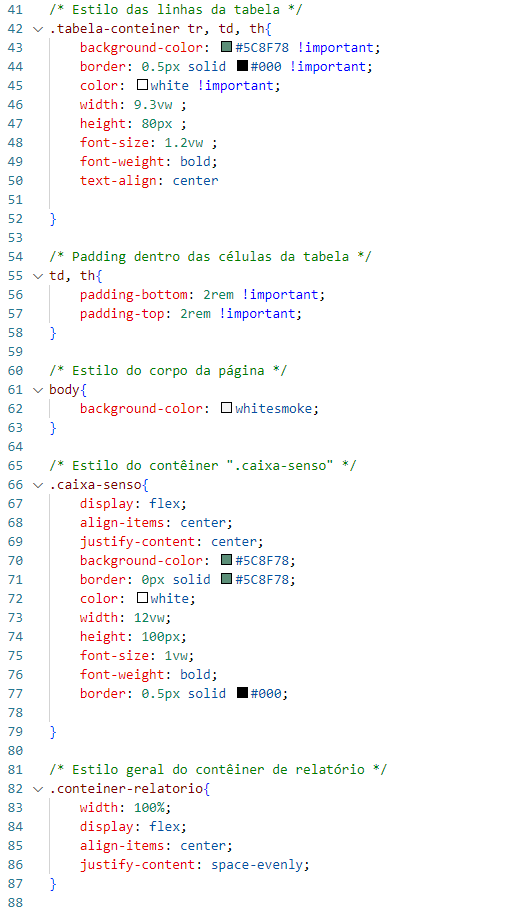 41 /* Estilo das linhas da tabela */
42 .tabela-conteiner tr, td, th{
43 background-color: #5C8F78 !important;
44 border: 0.5px solid #000 !important;
45 color: white !important;
46 width: 9.3vw ;
47 height: 80px ;
48 font-size: 1.2vw ;
49 font-weight: bold;
50 text-align: center
51
52 }
53
54 /* Padding dentro das células da tabela */
55 td, th{
56 padding-bottom: 2rem !important;
57 padding-top: 2rem !important;
58 }
59
60 /* Estilo do corpo da página */
61 body{
62 background-color: whitesmoke;
63 }
64
65 /* Estilo do contêiner ".caixa-senso" */
66 .caixa-senso{
67 display: flex;
68 align-items: center;
69 justify-content: center;
70 background-color: #5C8F78;
71 border: 0px solid #5C8F78;
72 color: white;
73 width: 12vw;
74 height: 100px;
75 font-size: 1vw;
76 font-weight: bold;
77 border: 0.5px solid #000;
78
79 }
80
81 /* Estilo geral do contêiner de relatório */
82 .conteiner-relatorio{
83 width: 100%;
84 display: flex;
85 align-items: center;
86 justify-content: space-evenly;
87 }
88